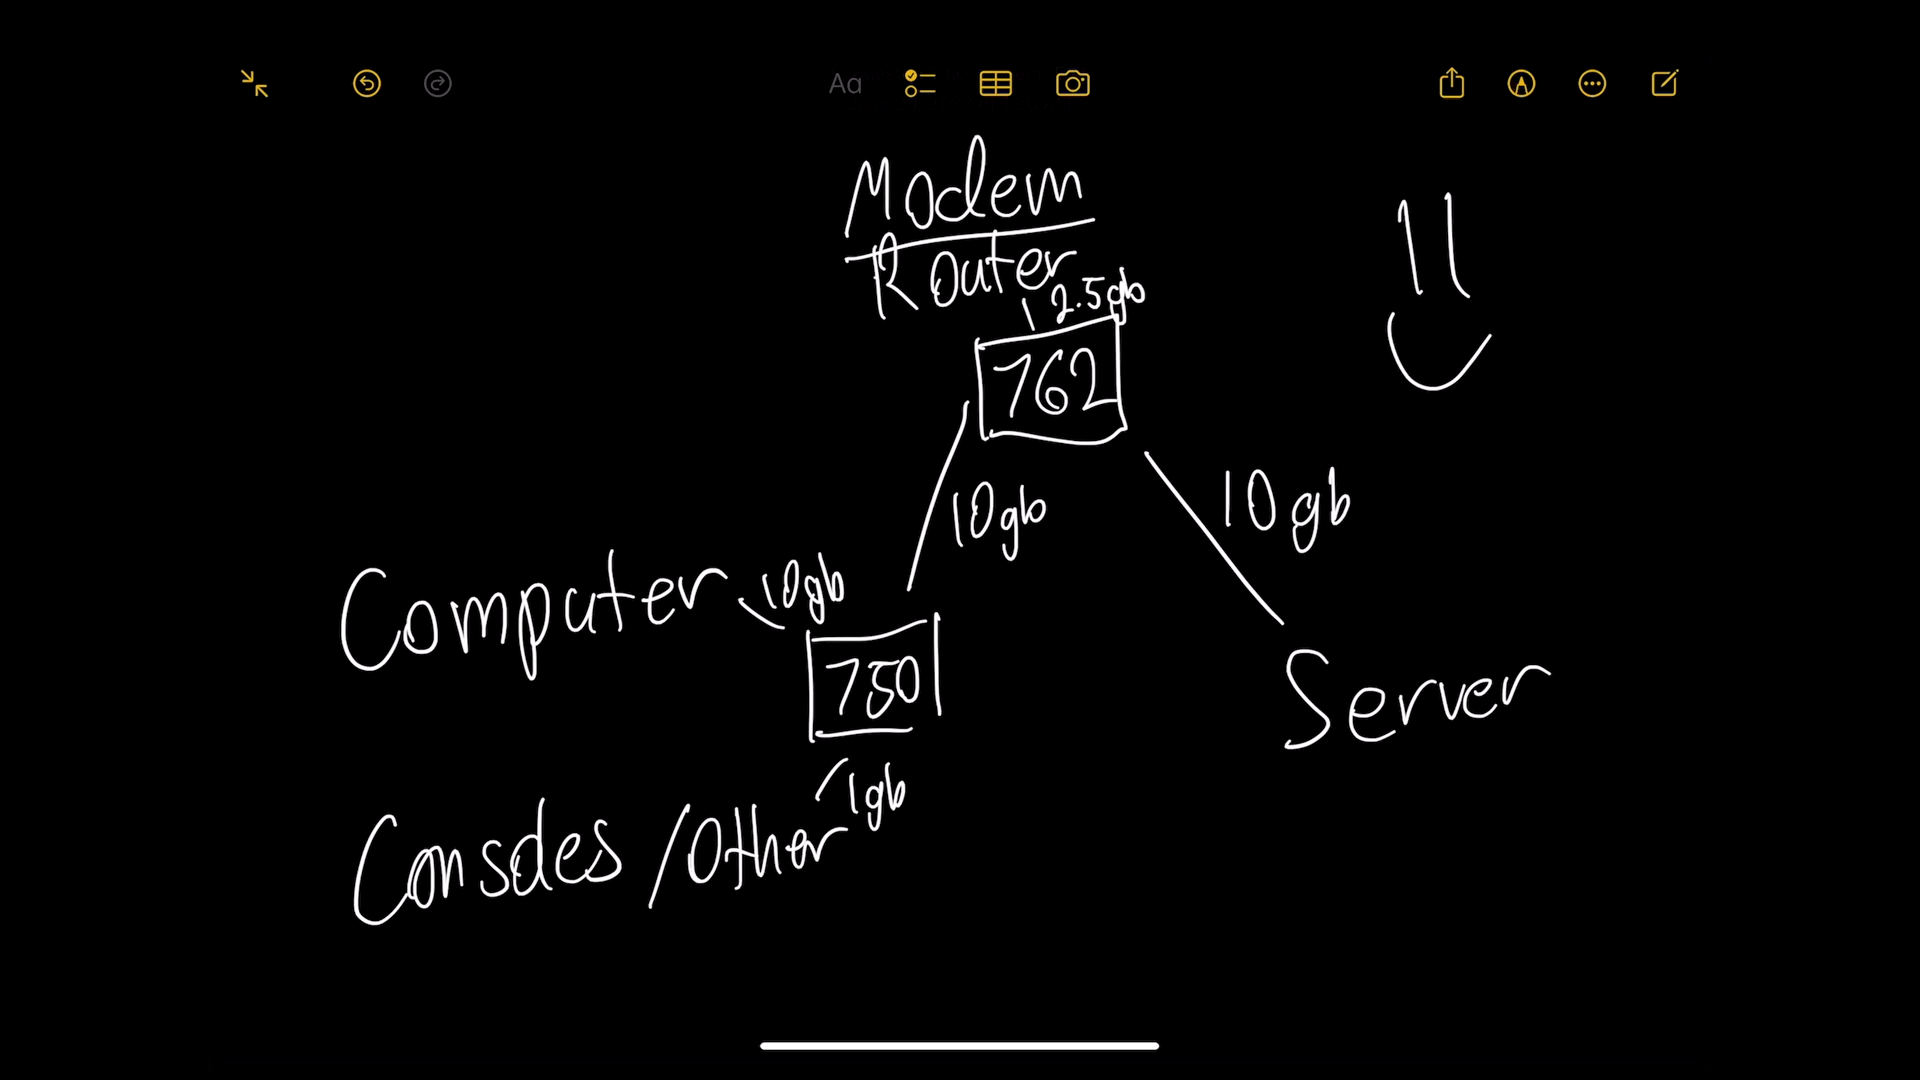 Aa
Modem
Router
2.5gb
762
10gb
10gb
Computer
10gb
750
Server
1gb
Consoles/Other